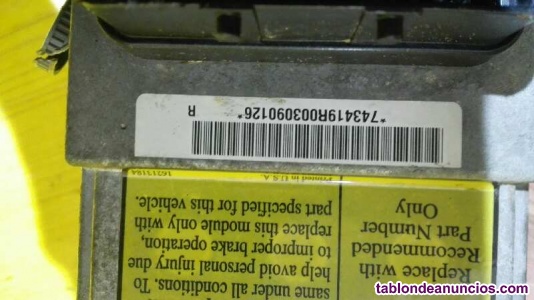 Replace with
Recommended
Part Number
Only
same under all conditions. To
help avoid personal injury due
to improper brake operation,
replace this module only with
part specified for this vehicle.
Printed in U.S.A.
*743419R003090126*
R
tablondeanuncios.com